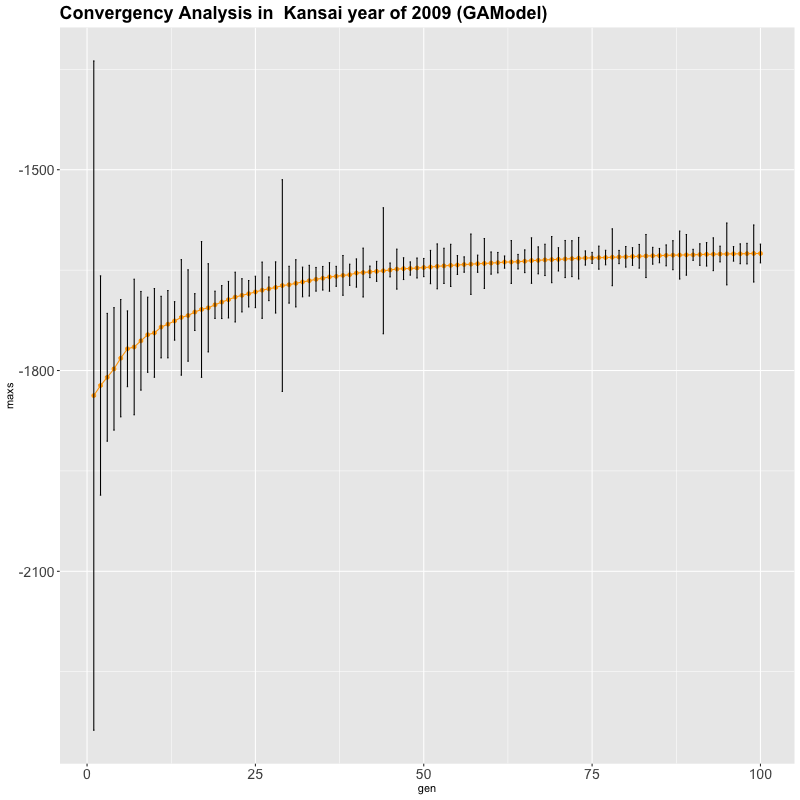 Convergency Analysis in  Kansai year of 2009 (GAModel)
maxs
-1500
-1800
-2100
0 25 50 75 100
gen